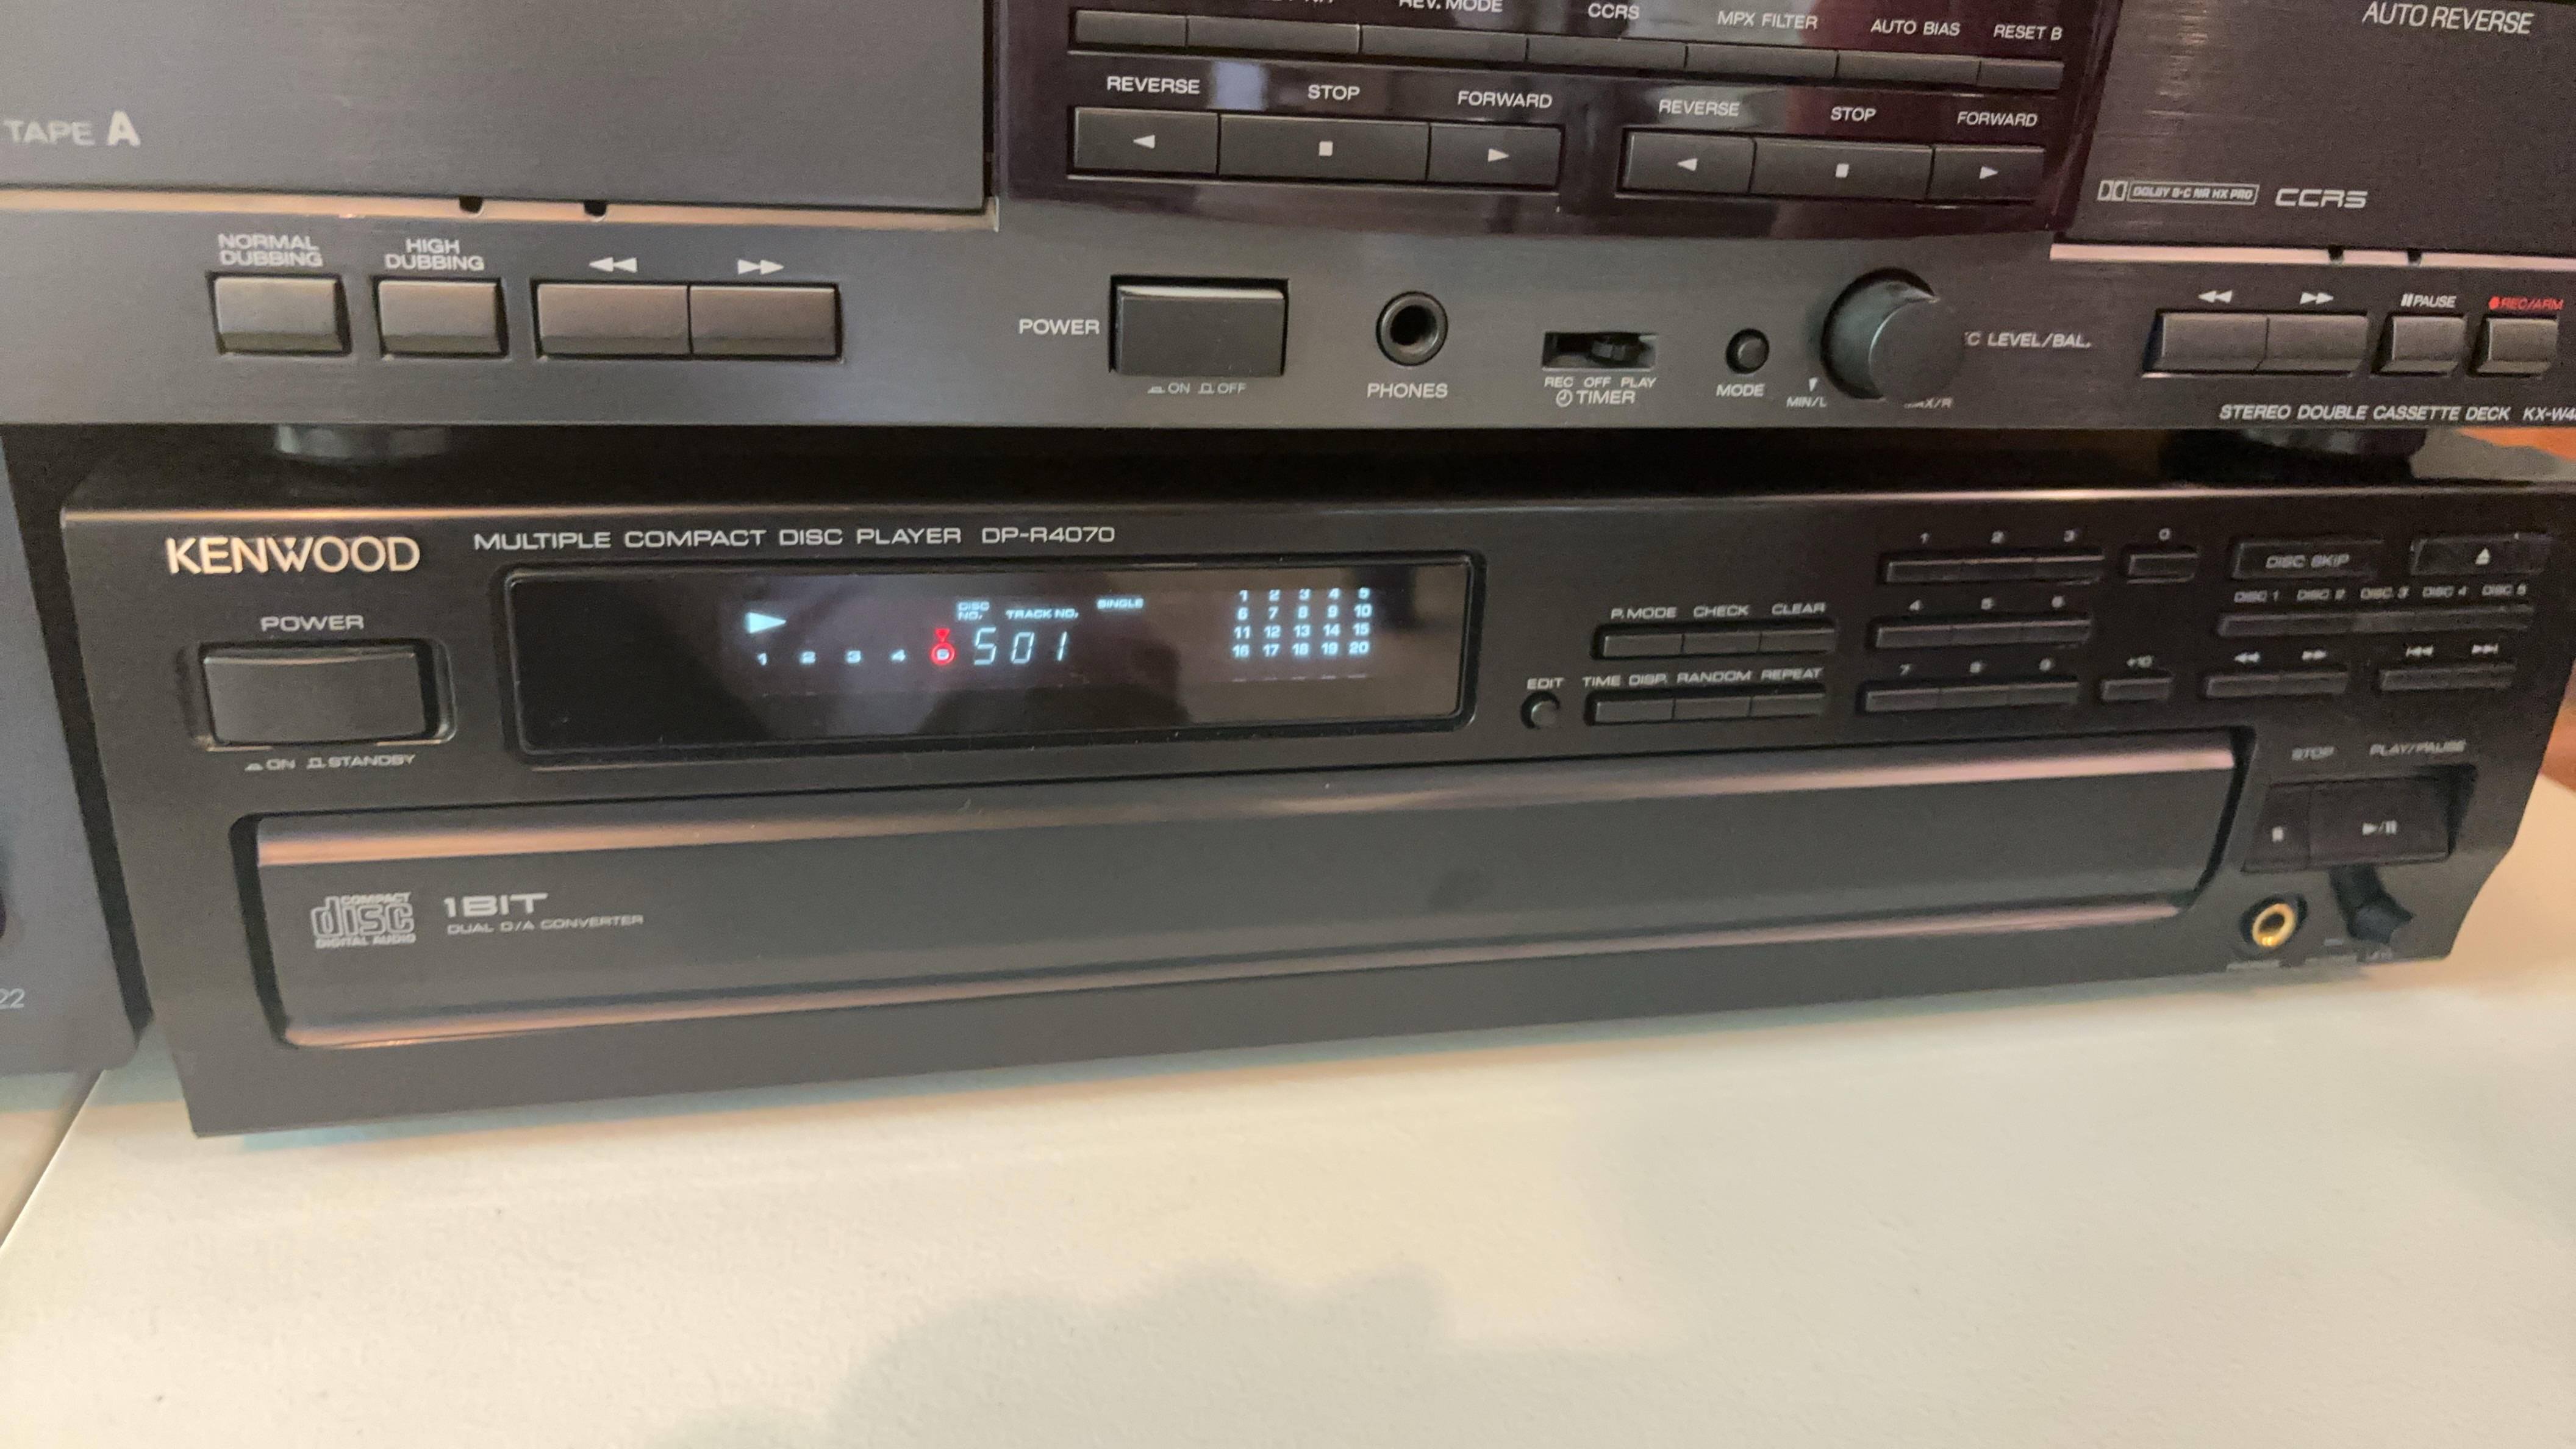 REV. MODE CCRS MPX FILTER AUTO BIAS RESET B
AUTO REVERSE
REVERSE STOP FORWARD REVERSE STOP FORWARD
TAPE A
DOLBY B-C NR HX PRO CCRS
NORMAL DUBBING
HIGH DUBBING
POWER
ON OFF
PHONES
REC OFF PLAY
TIMER
MODE
MIN/L
LEVEL/BAL.
PAUSE
REC/ARM
STEREO DOUBLE CASSETTE DECK
KENWOOD
MULTIPLE COMPACT DISC PLAYER DP-R4070
POWER
ON STANDBY
DISC NO. TRACK NO. SINGLE
1 2 3 4 5 501
1 2 3 4 5
6 7 8 9 10
11 12 13 14 15
16 17 18 19 20
P.MODE CHECK CLEAR
EDIT TIME DISP. RANDOM REPEAT
1 2 3 0
4 5 6
7 8 9 +10
DISC SKIP
DISC 1 DISC 2 DISC 3 DISC 4 DISC 5
STOP PLAY/PAUSE
COMPACT
disc
DIGITAL AUDIO
1BIT
DUAL D/A CONVERTER
22